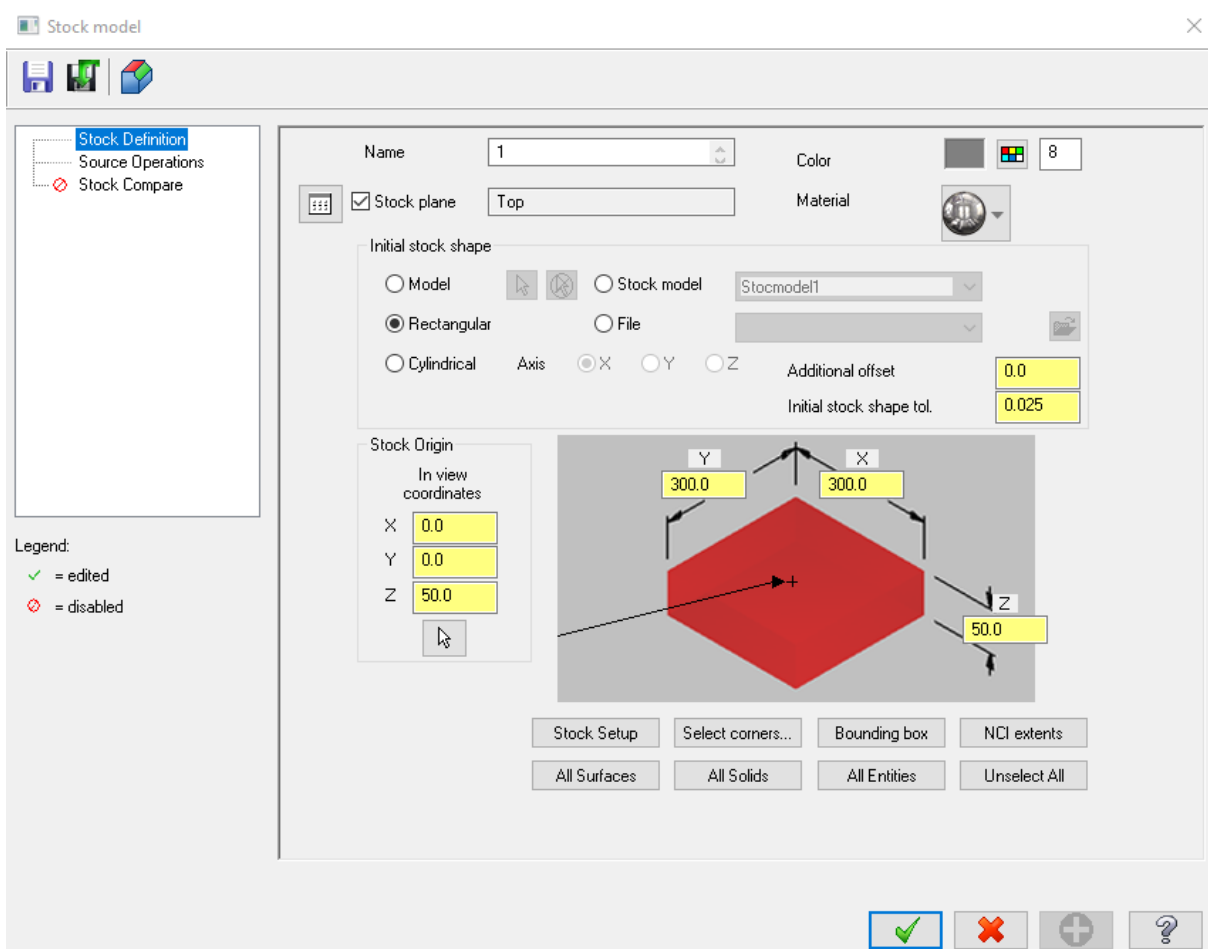 Stock model
Stock Definition
Source Operations
Stock Compare
Legend:
= edited
= disabled
Name 1 Color 8
Stock plane Top Material
Initial stock shape
Model Stock model Stocmodel1
Rectangular File
Cylindrical Axis X Y Z Additional offset 0.0
Initial stock shape tol. 0.025
Stock Origin
In view
coordinates
X 0.0
Y 0.0
Z 50.0
Y X
300.0 300.0
Z
50.0
Stock Setup Select corners... Bounding box NCI extents
All Surfaces All Solids All Entities Unselect All